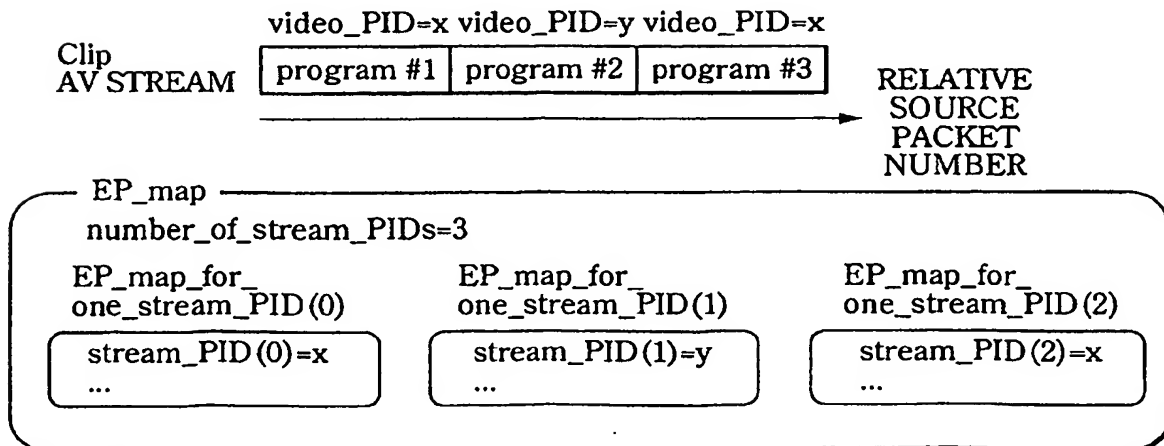 video_PID=x video_PID=y video_PID=x
Clip
AV STREAM
program #1 program #2 program #3
RELATIVE
SOURCE
PACKET
NUMBER
EP_map
number_of_stream_PIDs=3
EP_map_for_
one_stream_PID(0)
stream_PID(0)=x
...
EP_map_for_
one_stream_PID(1)
stream_PID(1)=y
...
EP_map_for_
one_stream_PID(2)
stream_PID(2)=x
...